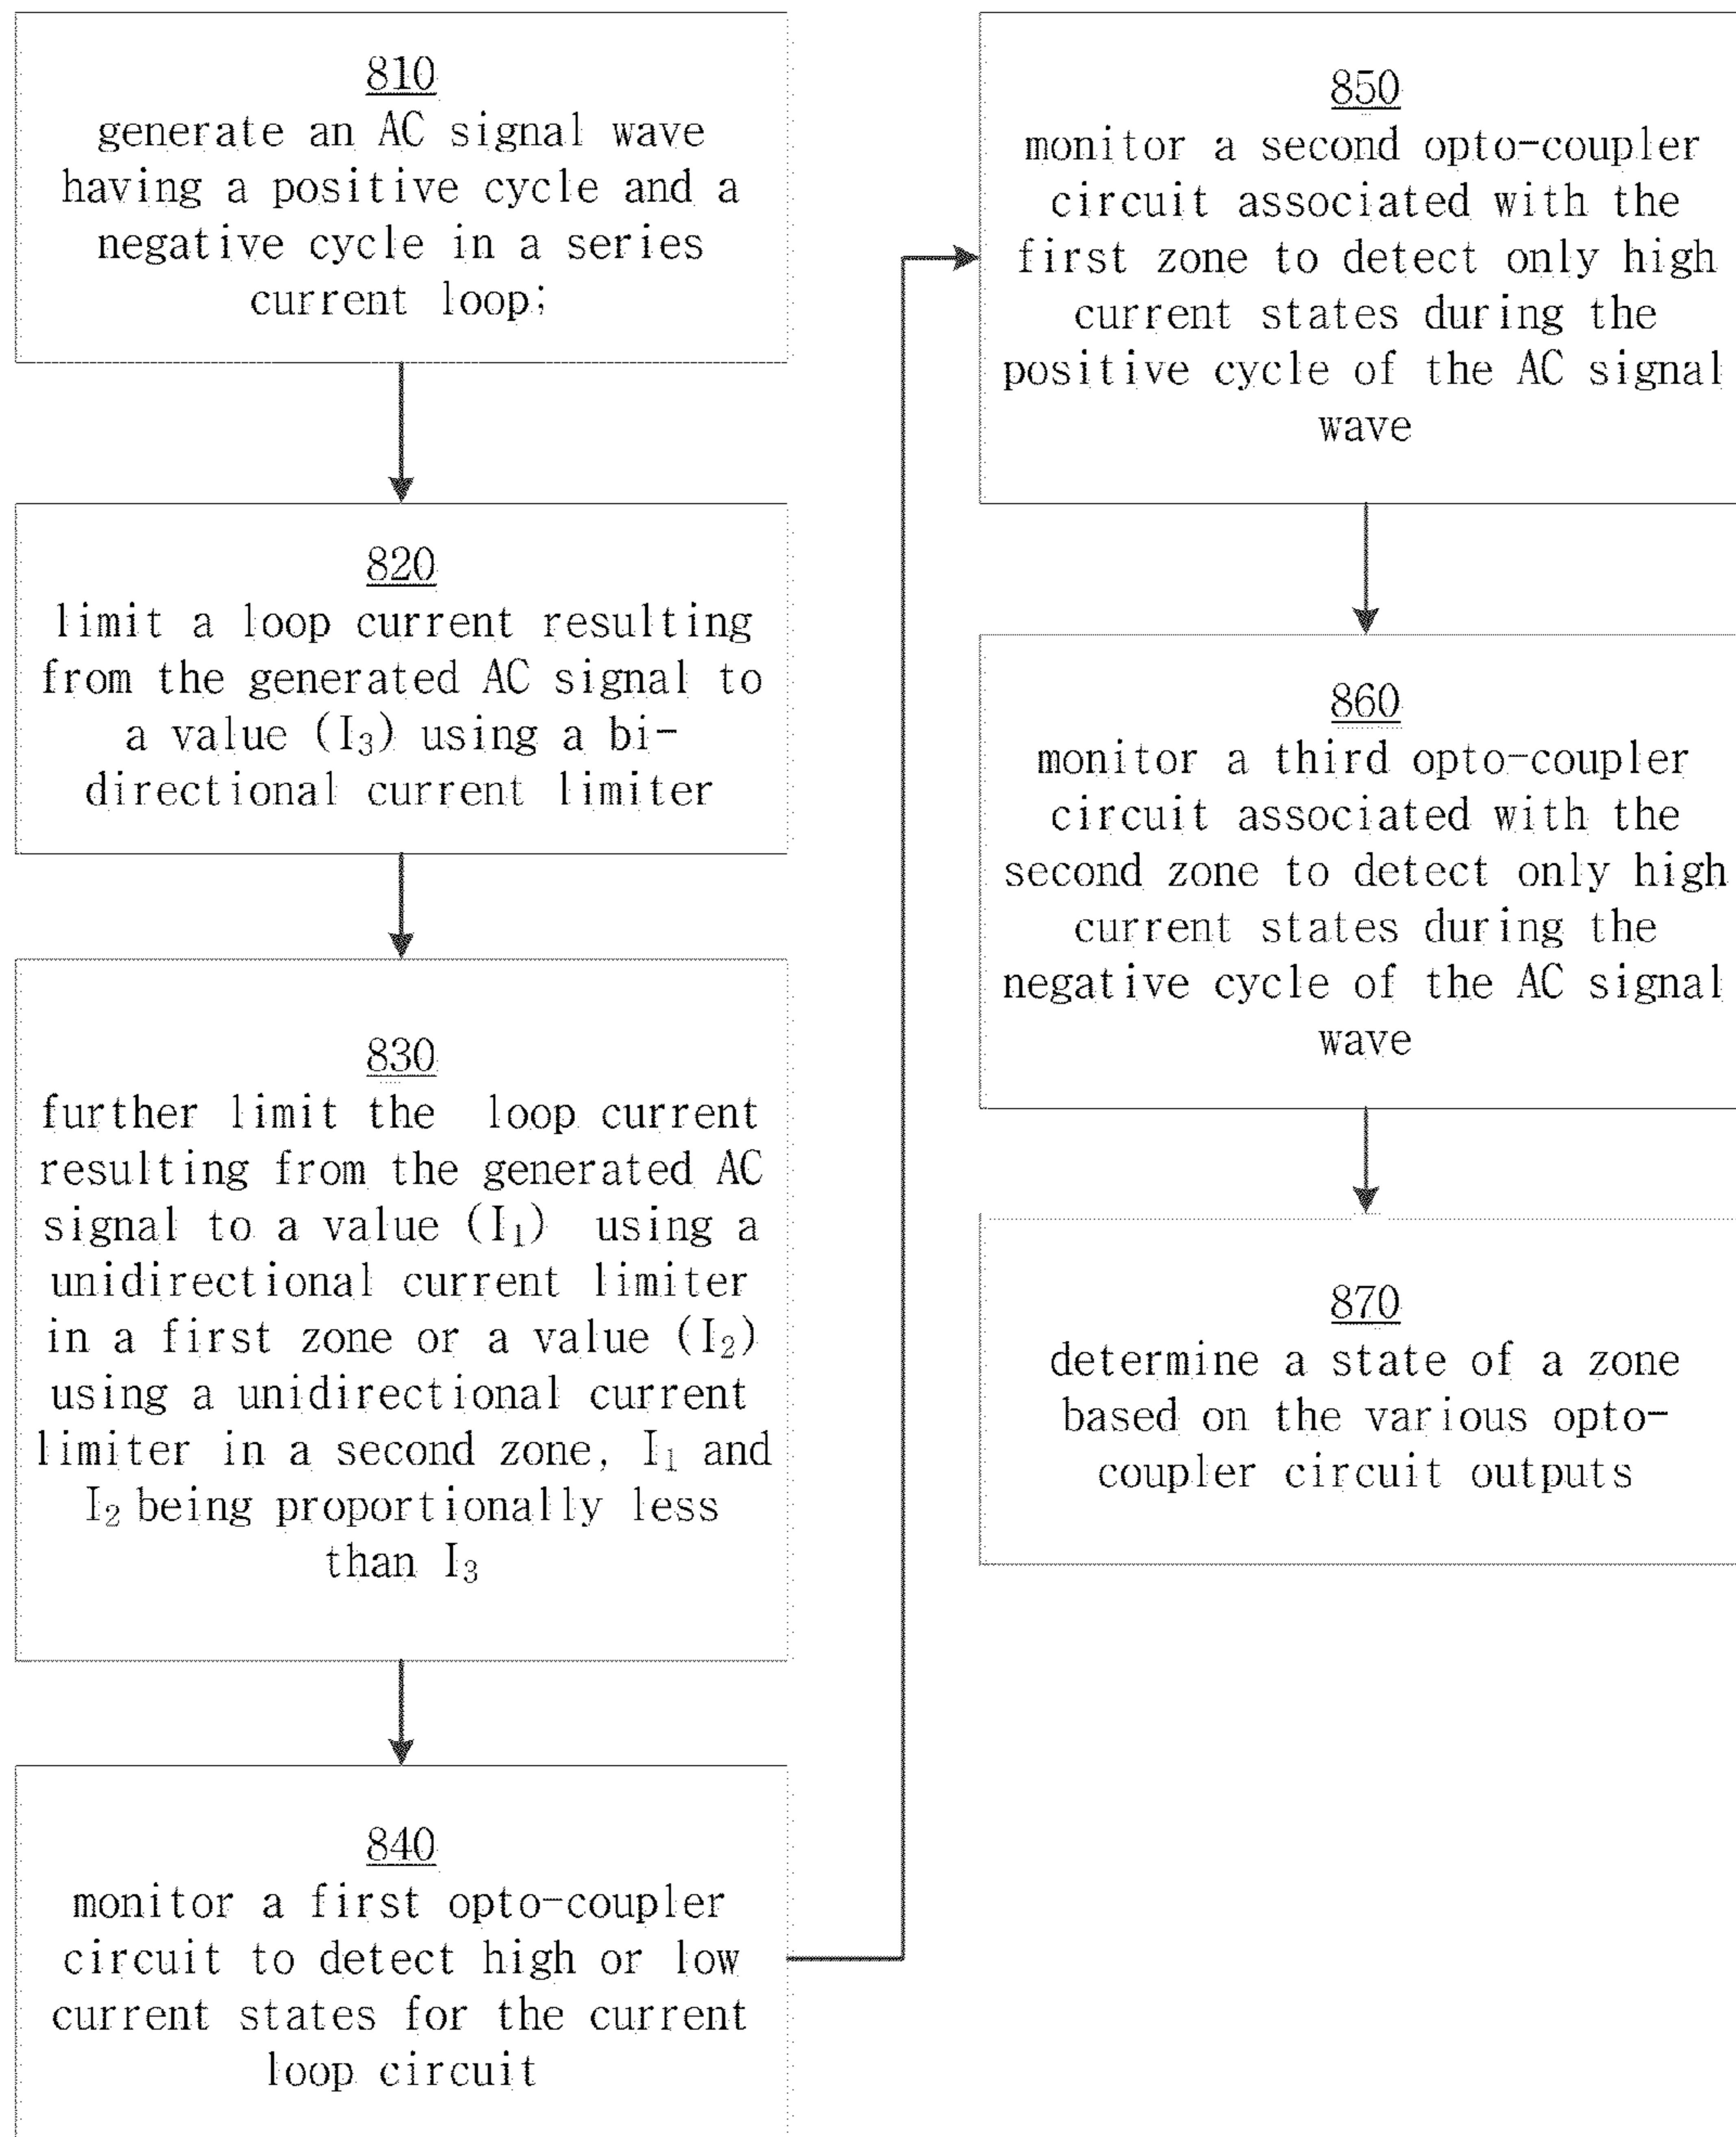 810
generate an AC signal wave
having a positive cycle and a
negative cycle in a series
current loop;
820
limit a loop current resulting
from the generated AC signal to
a value (I₃) using a bi-
directional current limiter
830
further limit the loop current
resulting from the generated AC
signal to a value (I₁) using a
unidirectional current limiter
in a first zone or a value (I₂)
using a unidirectional current
limiter in a second zone, I₁ and
I₂ being proportionally less
than I₃
840
monitor a first opto-coupler
circuit to detect high or low
current states for the current
loop circuit
850
monitor a second opto-coupler
circuit associated with the
first zone to detect only high
current states during the
positive cycle of the AC signal
wave
860
monitor a third opto-coupler
circuit associated with the
second zone to detect only high
current states during the
negative cycle of the AC signal
wave
870
determine a state of a zone
based on the various opto-
coupler circuit outputs